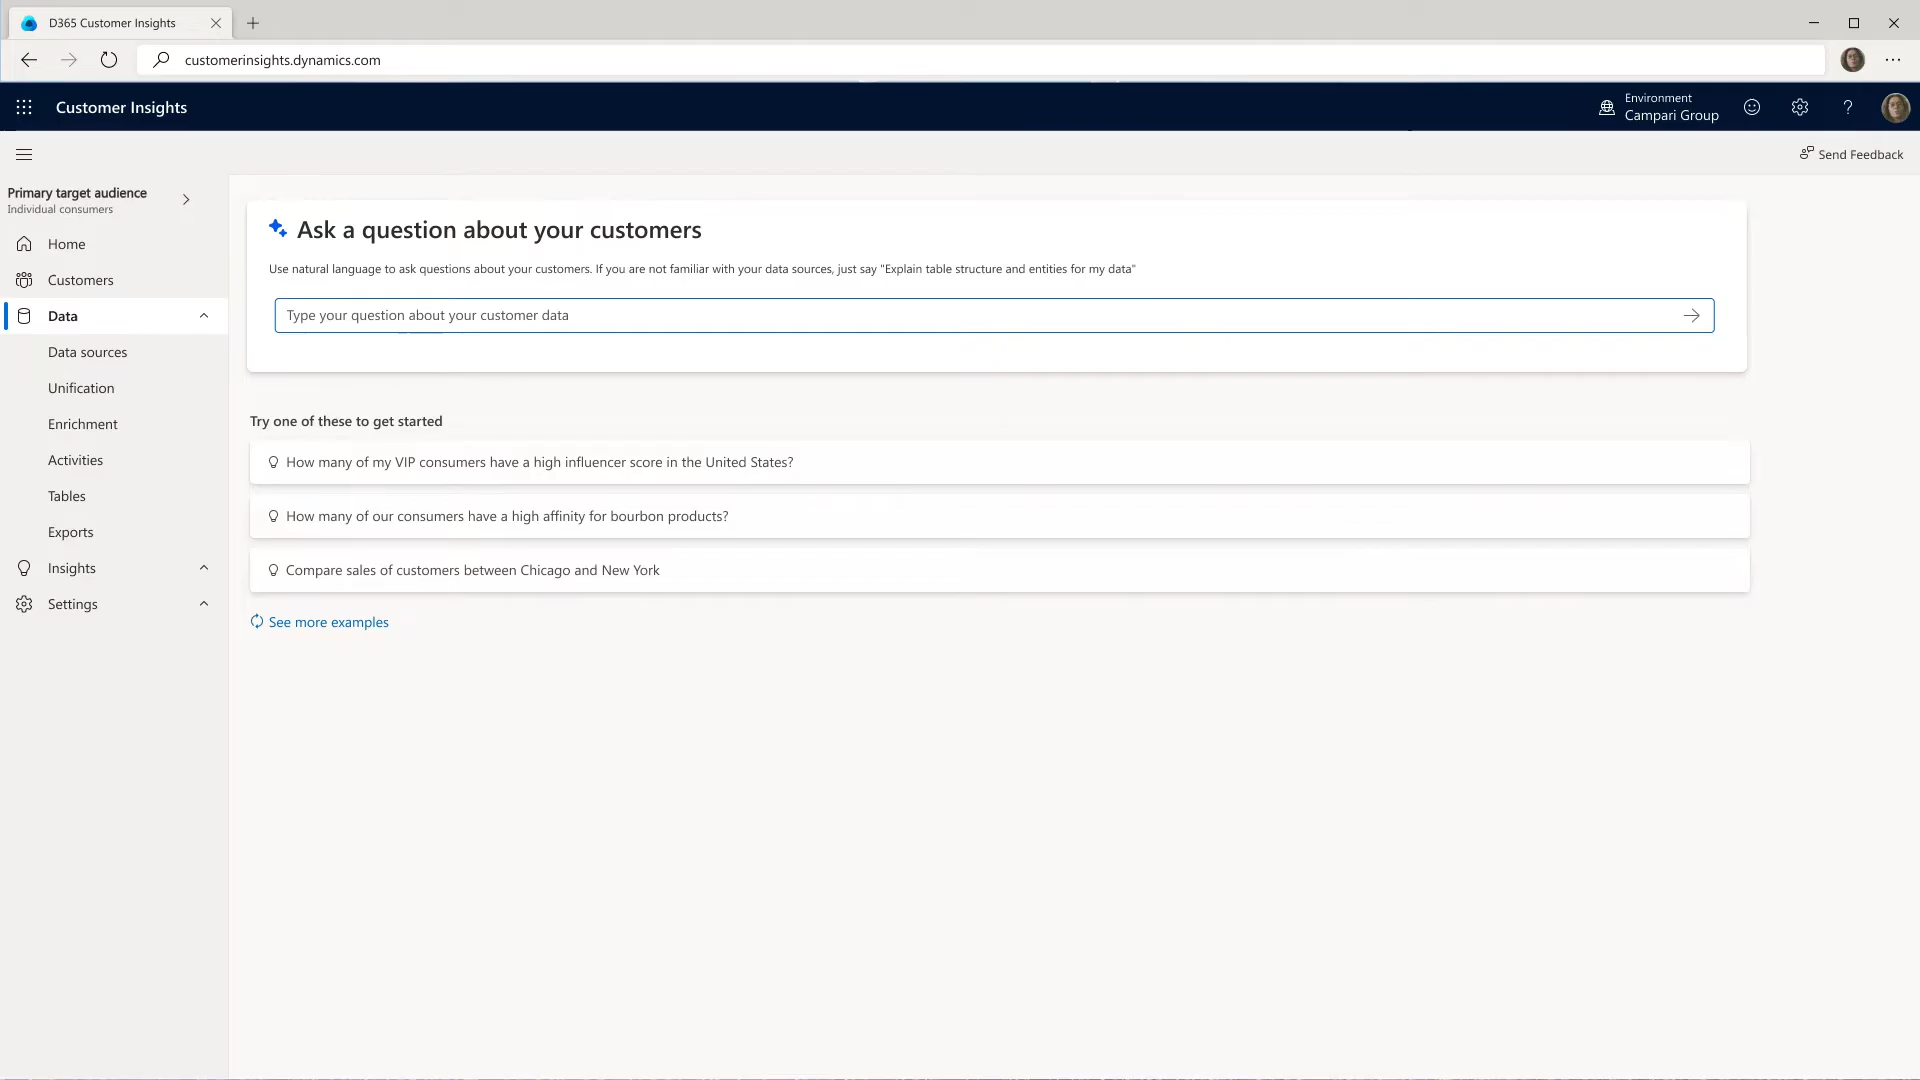 D365 Customer Insights
customerinsights.dynamics.com
Customer Insights
Environment
Campari Group
Send Feedback
Primary target audience
Individual consumers
Home
Customers
Data
Data sources
Unification
Enrichment
Activities
Tables
Exports
Insights
Settings
Ask a question about your customers
Use natural language to ask questions about your customers. If you are not familiar with your data sources, just say "Explain table structure and entities for my data"
Type your question about your customer data
Try one of these to get started
How many of my VIP consumers have a high influencer score in the United States?
How many of our consumers have a high affinity for bourbon products?
Compare sales of customers between Chicago and New York
See more examples